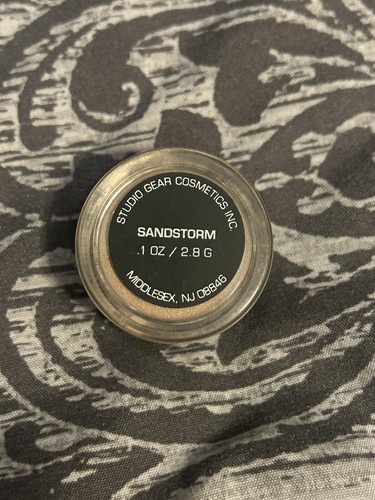 STUDIO GEAR COSMETICS INC.
SANDSTORM
.1 OZ / 2.8 G
MIDDLESEX, NJ 08846